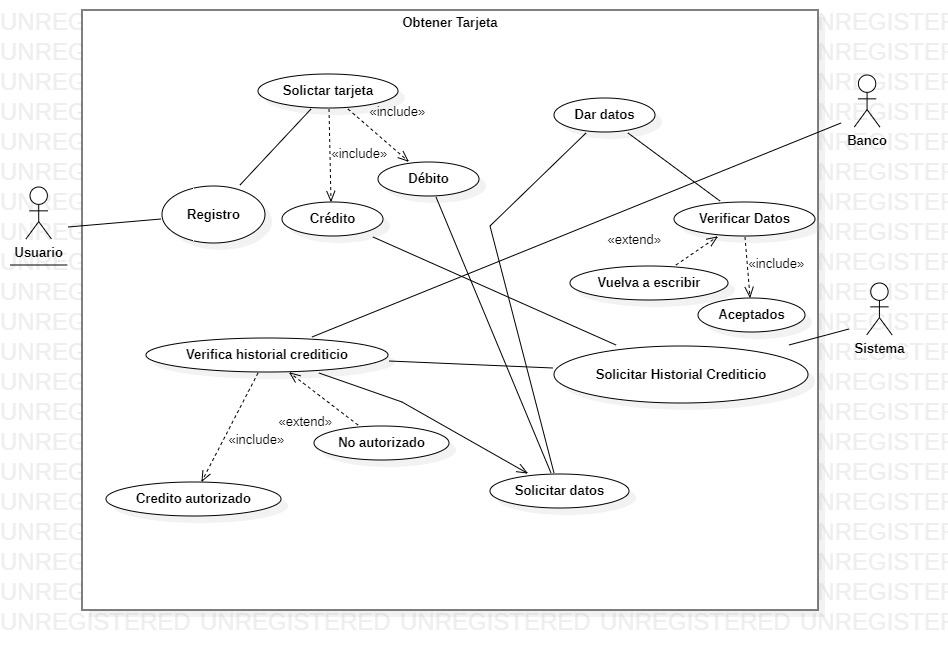 Obtener Tarjeta
Solictar tarjeta
«include»
Dar datos
«include»
Banco
Débito
Registro
Crédito
Verificar Datos
Usuario
«extend»
«include»
Vuelva a escribir
Aceptados
Sistema
Verifica historial crediticio
Solicitar Historial Crediticio
«extend»
«include»
No autorizado
Credito autorizado
Solicitar datos
UNREGISTERED UNREGISTERED UNREGISTERED UNREGISTERED UNREGISTER